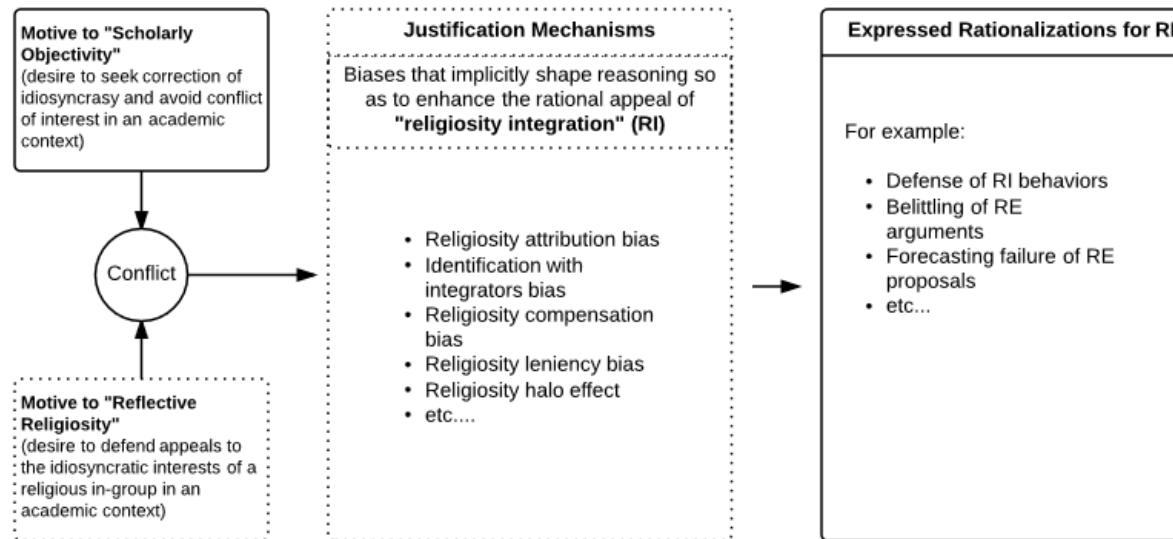 Motive to "Scholarly
Objectivity"
(desire to seek correction of
idiosyncrasy and avoid conflict
of interest in an academic
context)
Conflict
Motive to "Reflective
Religiosity"
(desire to defend appeals to
the idiosyncratic interests of a
religious in-group in an
academic context)
Justification Mechanisms
Biases that implicitly shape reasoning so
as to enhance the rational appeal of
"religiosity integration" (RI)
• Religiosity attribution bias
• Identification with
integrators bias
• Religiosity compensation
bias
• Religiosity leniency bias
• Religiosity halo effect
• etc....
Expressed Rationalizations for RI
For example:
• Defense of RI behaviors
• Belittling of RE
arguments
• Forecasting failure of RE
proposals
• etc...